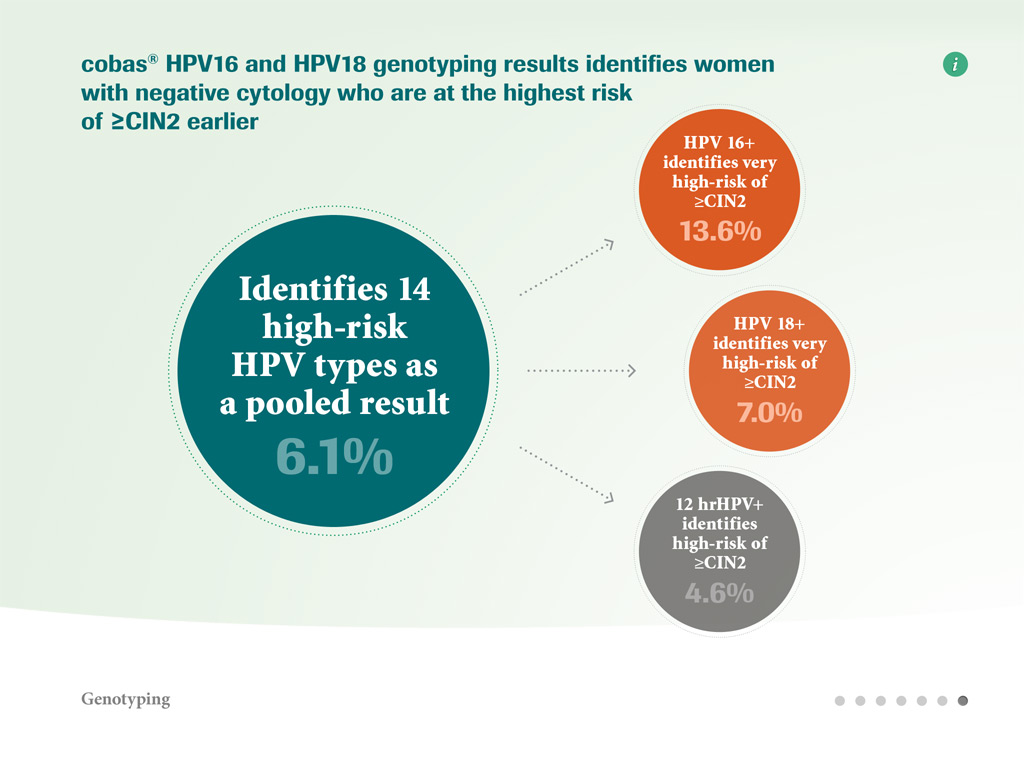 cobas® HPV16 and HPV18 genotyping results identifies women
with negative cytology who are at the highest risk
of ≥CIN2 earlier
i
Identifies 14
high-risk
HPV types as
a pooled result
6.1%
HPV 16+
identifies very
high-risk of
≥CIN2
13.6%
HPV 18+
identifies very
high-risk of
≥CIN2
7.0%
12 hrHPV+
identifies
high-risk of
≥CIN2
4.6%
Genotyping